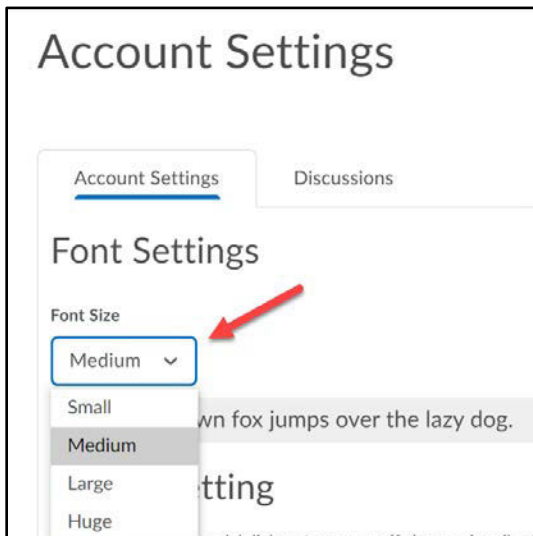 Account Settings
Account Settings Discussions
Font Settings
Font Size
Medium
Small
wn fox jumps over the lazy dog.
Medium
Large
tting
Huge